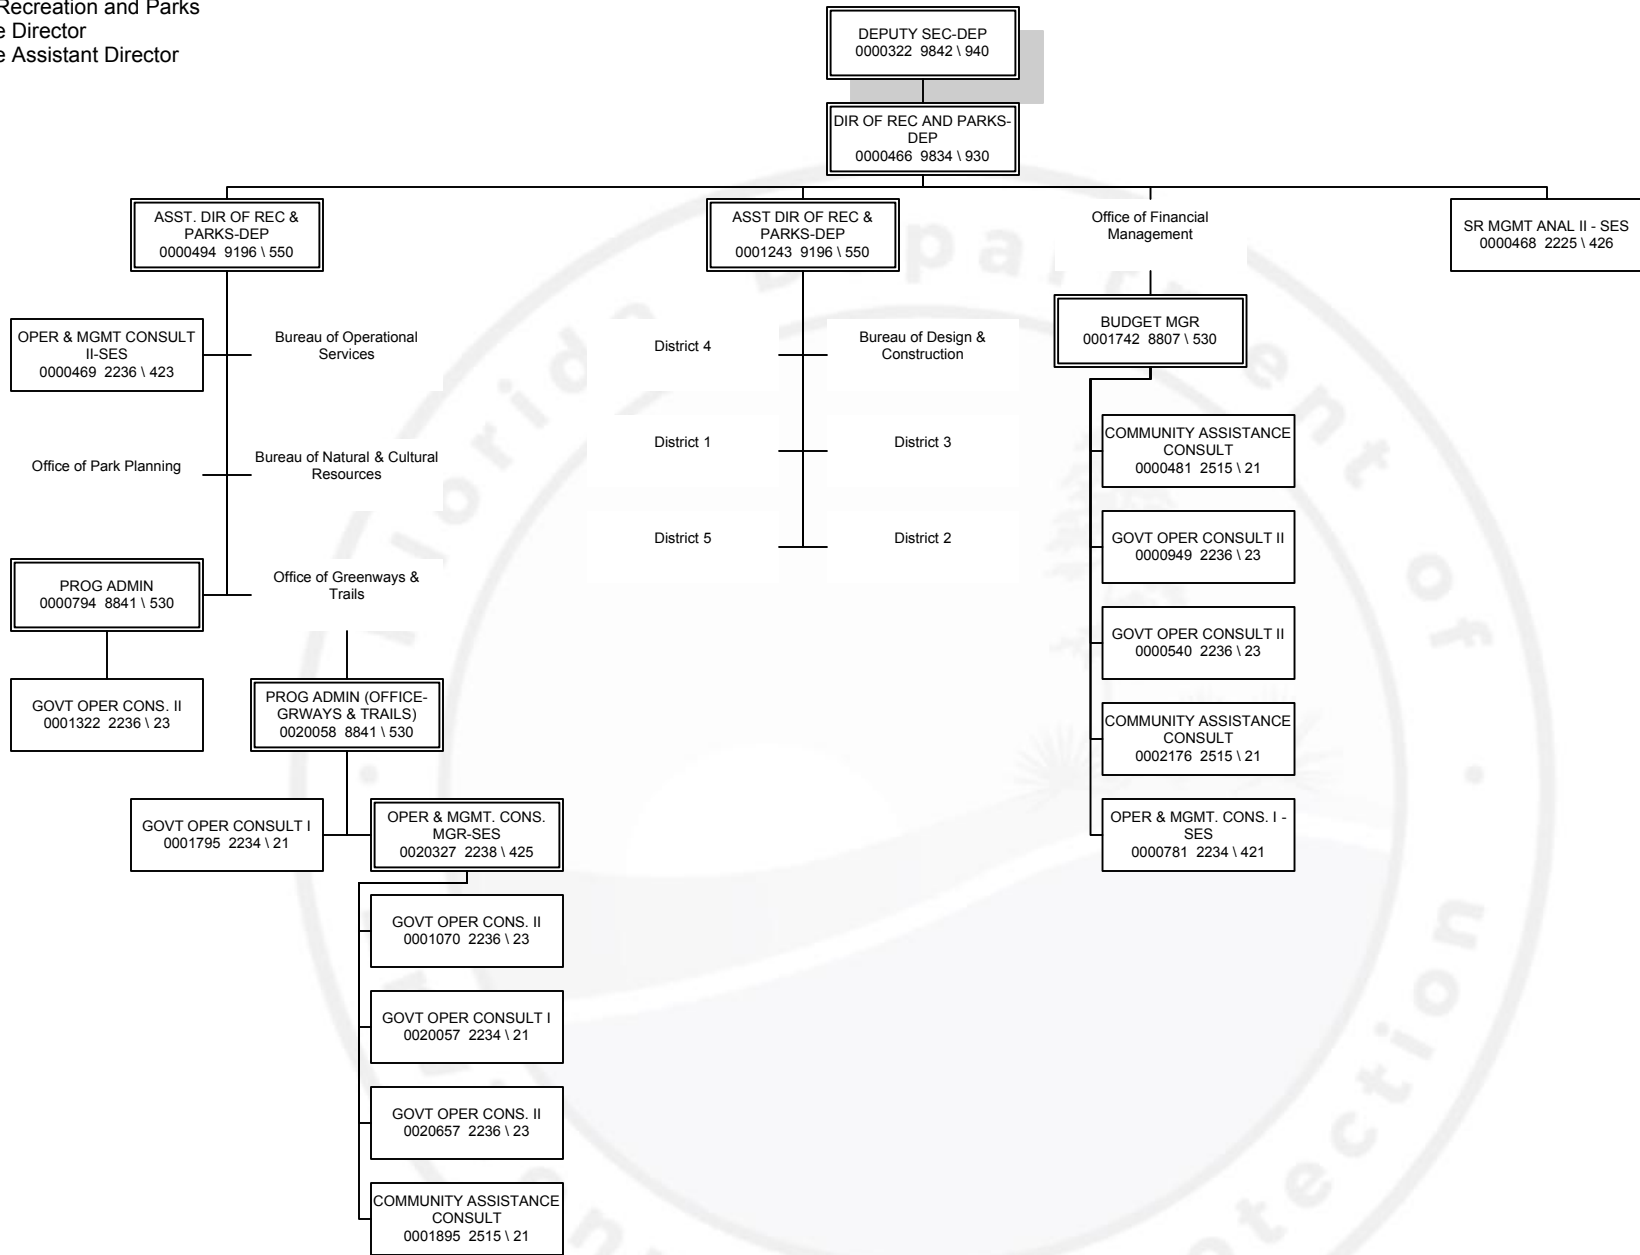 Recreation and Parks
e Director
e Assistant Director
DEPUTY SEC-DEP
0000322 9842 \ 940
DIR OF REC AND PARKS-
DEP
0000466 9834 \ 930
ASST. DIR OF REC &
PARKS-DEP
0000494 9196 \ 550
ASST DIR OF REC &
PARKS-DEP
0001243 9196 \ 550
Office of Financial
Management
SR MGMT ANAL II - SES
0000468 2225 \ 426
OPER & MGMT CONSULT
II-SES
0000469 2236 \ 423
Bureau of Operational
Services
District 4
Bureau of Design &
Construction
BUDGET MGR
0001742 8807 \ 530
Office of Park Planning
Bureau of Natural & Cultural
Resources
District 1
District 3
COMMUNITY ASSISTANCE
CONSULT
0000481 2515 \ 21
District 5
District 2
GOVT OPER CONSULT II
0000949 2236 \ 23
PROG ADMIN
0000794 8841 \ 530
Office of Greenways &
Trails
GOVT OPER CONSULT II
0000540 2236 \ 23
GOVT OPER CONS. II
0001322 2236 \ 23
PROG ADMIN (OFFICE-
GRWAYS & TRAILS)
0020058 8841 \ 530
COMMUNITY ASSISTANCE
CONSULT
0002176 2515 \ 21
GOVT OPER CONSULT I
0001795 2234 \ 21
OPER & MGMT. CONS.
MGR-SES
0020327 2238 \ 425
OPER & MGMT. CONS. I -
SES
0000781 2234 \ 421
GOVT OPER CONS. II
0001070 2236 \ 23
GOVT OPER CONSULT I
0020057 2234 \ 21
GOVT OPER CONS. II
0020657 2236 \ 23
COMMUNITY ASSISTANCE
CONSULT
0001895 2515 \ 21